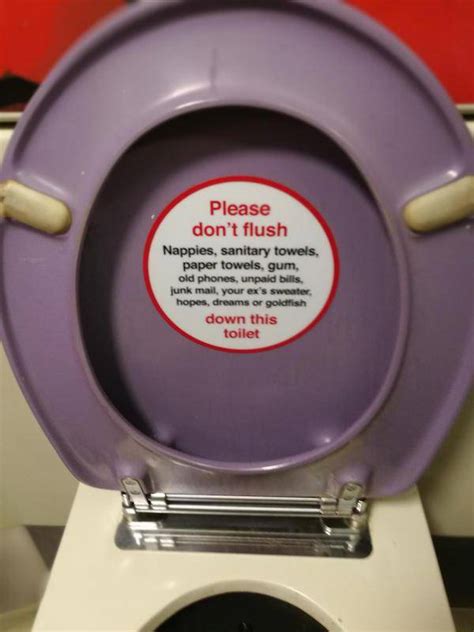 Please
don't flush
Nappies, sanitary towels,
paper towels, gum,
old phones, unpaid bills,
junk mail, your ex's sweater,
hopes, dreams or goldfish
down this
toilet